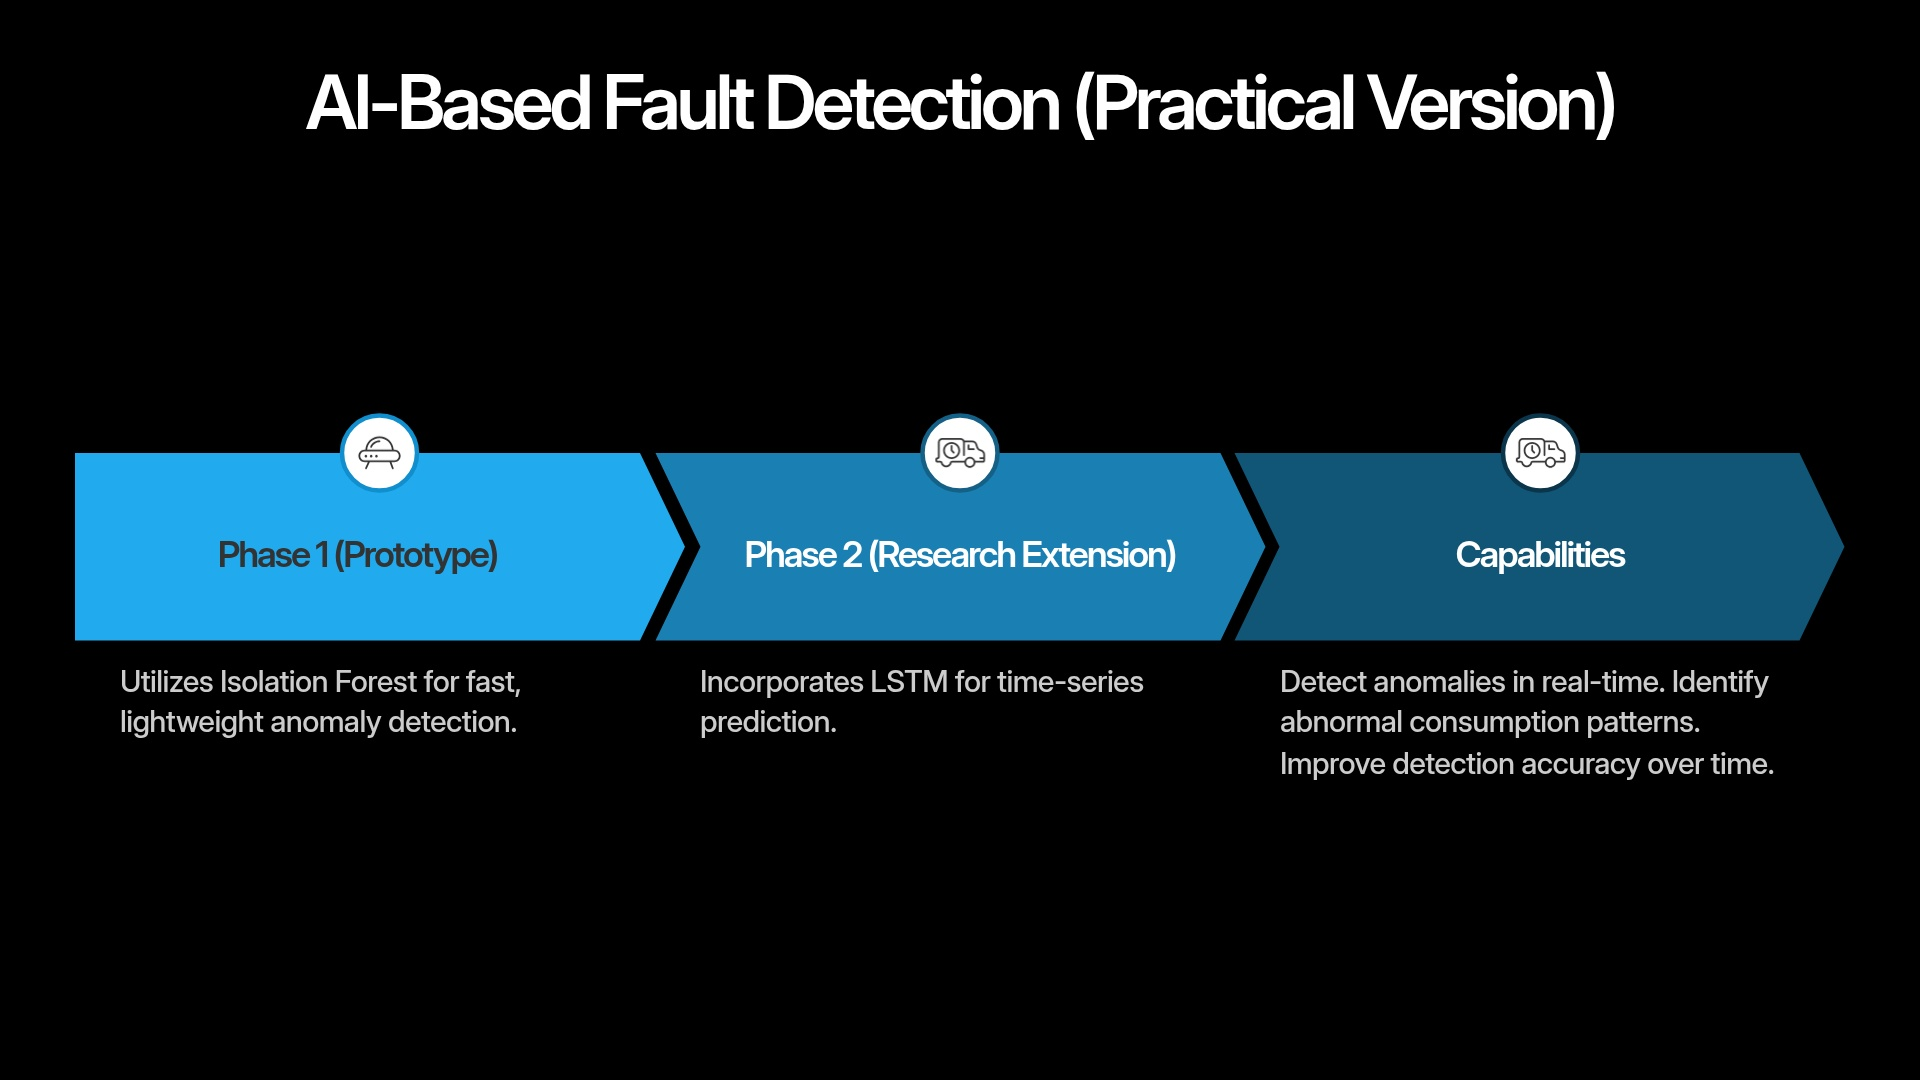 AI-Based Fault Detection (Practical Version)
Phase 1 (Prototype)
Utilizes Isolation Forest for fast,
lightweight anomaly detection.
Phase 2 (Research Extension)
Incorporates LSTM for time-series
prediction.
Capabilities
Detect anomalies in real-time. Identify
abnormal consumption patterns.
Improve detection accuracy over time.